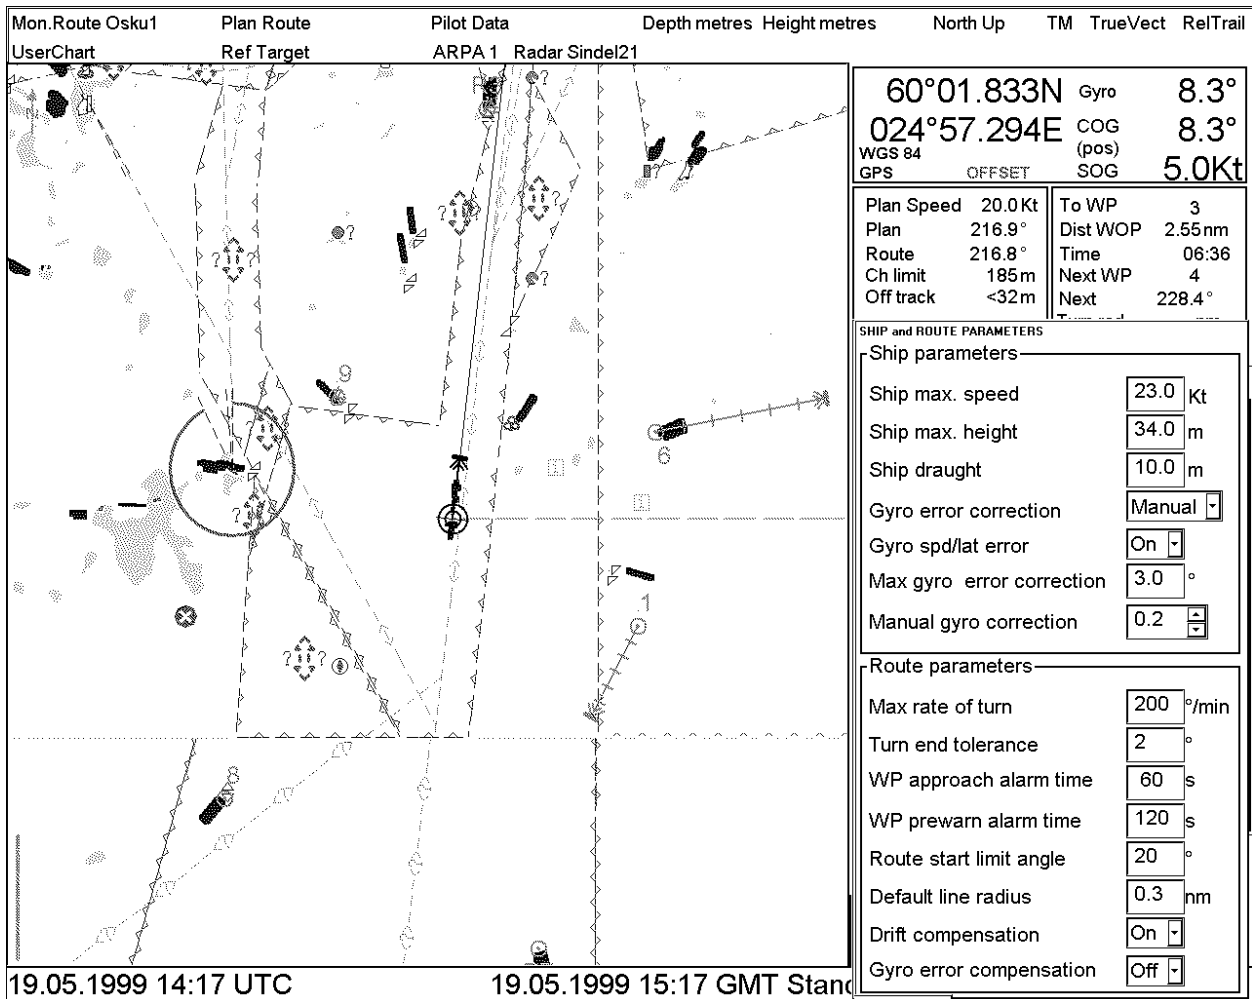 Mon.Route Osku1 Plan Route Pilot Data Depth metres Height metres North Up TM TrueVect RelTrail
UserChart Ref Target ARPA 1 Radar Sindel21
60°01.833N Gyro 8.3°
024°57.294E COG 8.3°
(pos)
WGS 84
GPS OFFSET SOG 5.0Kt
Plan Speed 20.0Kt
Plan 216.9°
Route 216.8°
Ch limit 185m
Off track <32m
To WP 3
Dist WOP 2.55nm
Time 06:36
Next WP 4
Next 228.4°
SHIP and ROUTE PARAMETERS
Ship parameters
Ship max. speed 23.0 Kt
Ship max. height 34.0 m
Ship draught 10.0 m
Gyro error correction Manual
Gyro spd/lat error On
Max gyro error correction 3.0 °
Manual gyro correction 0.2
Route parameters
Max rate of turn 200 °/min
Turn end tolerance 2 °
WP approach alarm time 60 s
WP prewarn alarm time 120 s
Route start limit angle 20 °
Default line radius 0.3 nm
Drift compensation On
Gyro error compensation Off
?
?
? ?
?
?
9
6
?
1
? ?
8
19.05.1999 14:17 UTC 19.05.1999 15:17 GMT Stand